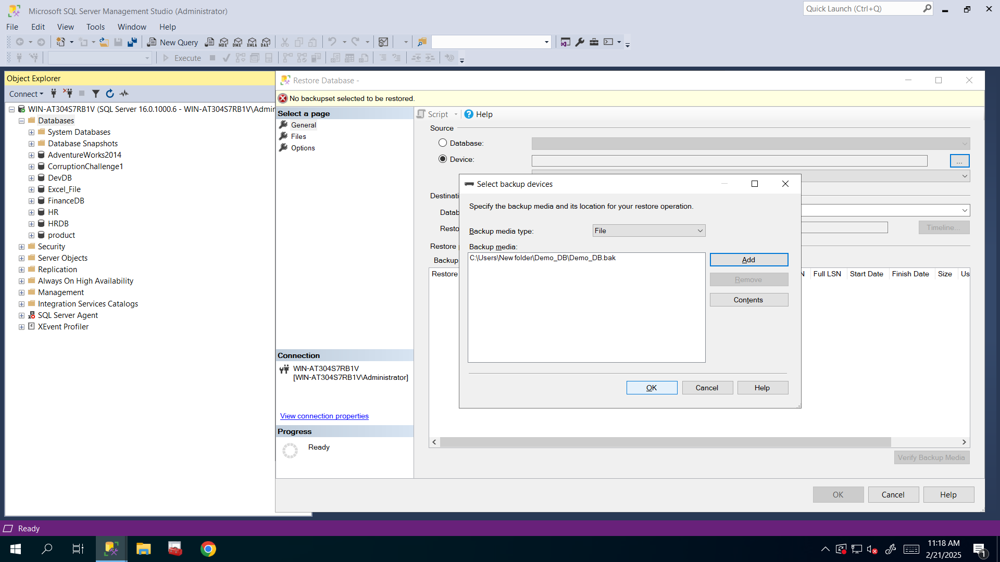 Microsoft SQL Server Management Studio (Administrator)
Quick Launch (Ctrl+Q)
File Edit View Tools Window Help
New Query MDX DMX XMLA DAX
Execute
Object Explorer
Connect
WIN-AT304S7RB1V (SQL Server 16.0.1000.6 - WIN-AT304S7RB1V\Admin
Databases
System Databases
Database Snapshots
AdventureWorks2014
CorruptionChallenge1
DevDB
Excel_File
FinanceDB
HR
HRDB
product
Security
Server Objects
Replication
Always On High Availability
Management
Integration Services Catalogs
SQL Server Agent
XEvent Profiler
Restore Database -
No backupset selected to be restored.
Select a page
General
Files
Options
Connection
WIN-AT304S7RB1V
[WIN-AT304S7RB1V\Administrator]
View connection properties
Progress
Ready
Script Help
Source
Database:
Device:
...
Destinati
Datab
Resto
Timeline...
Restore
Backup
Restore N Full LSN Start Date Finish Date Size Us
Select backup devices
Specify the backup media and its location for your restore operation.
Backup media type: File
Backup media:
C:\Users\New folder\Demo_DB\Demo_DB.bak
Add
Remove
Contents
OK Cancel Help
Verify Backup Media
OK Cancel Help
Ready
11:18 AM
2/21/2025
1